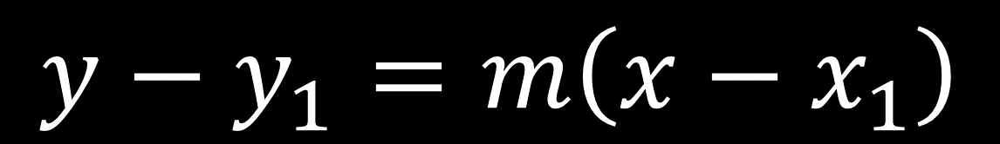 y − y₁ = m(x − x₁)